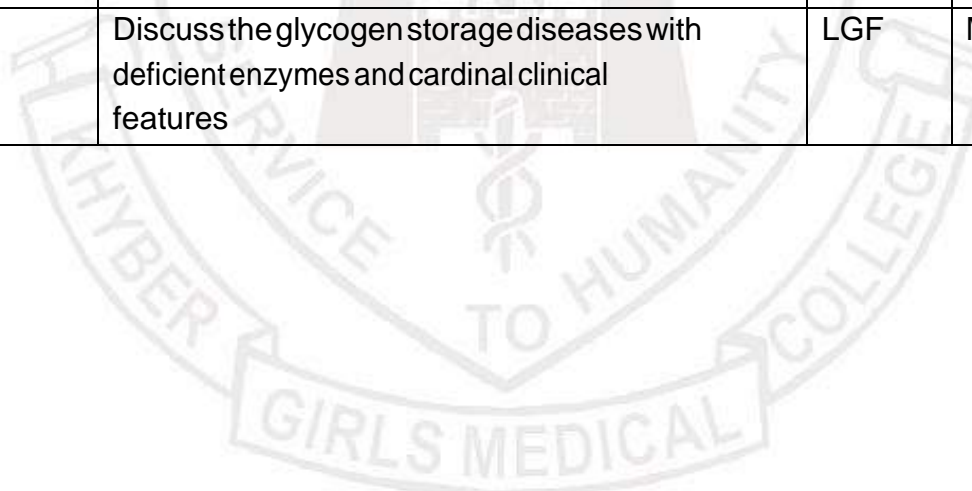 Discuss the glycogen storage diseases with
deficient enzymes and cardinal clinical
features
LGF
KHYBER
GIRLS MEDICAL
COLLEGE
SERVICE
TO HUMANITY